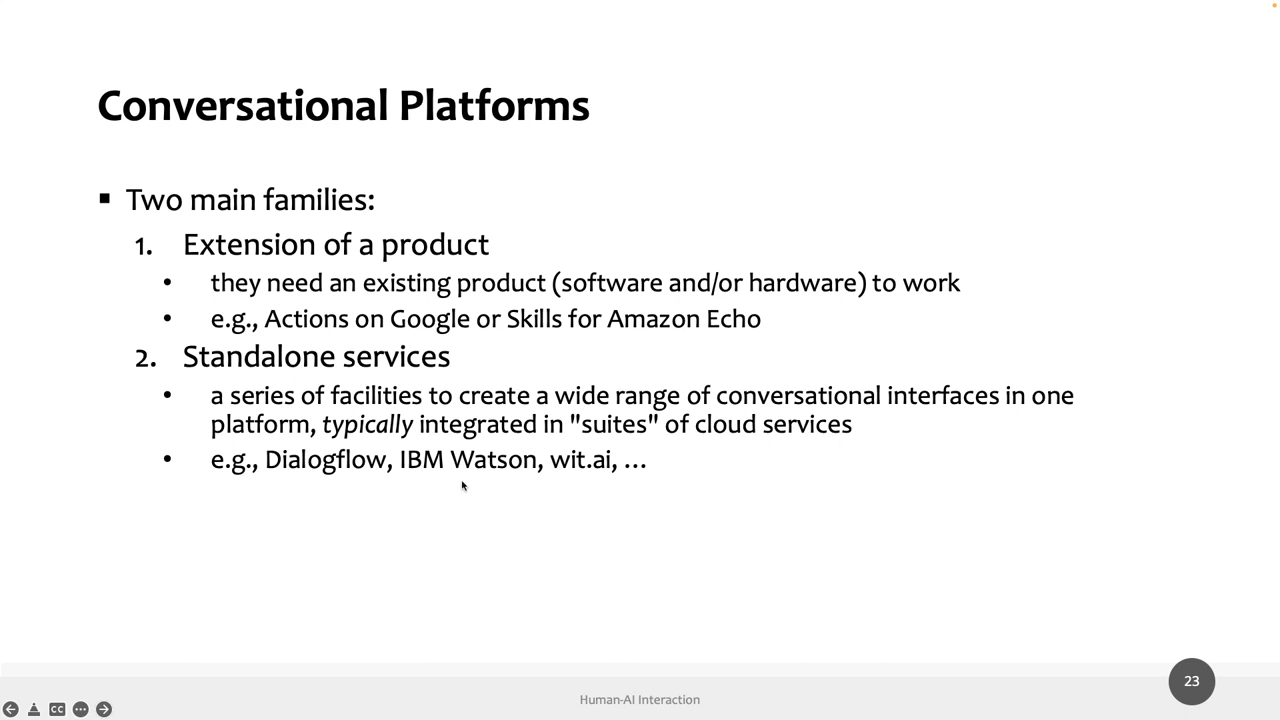 Conversational Platforms
▪ Two main families:
1. Extension of a product
• they need an existing product (software and/or hardware) to work
• e.g., Actions on Google or Skills for Amazon Echo
2. Standalone services
• a series of facilities to create a wide range of conversational interfaces in one
platform, typically integrated in "suites" of cloud services
• e.g., Dialogflow, IBM Watson, wit.ai, …
23
Human-AI Interaction
CC